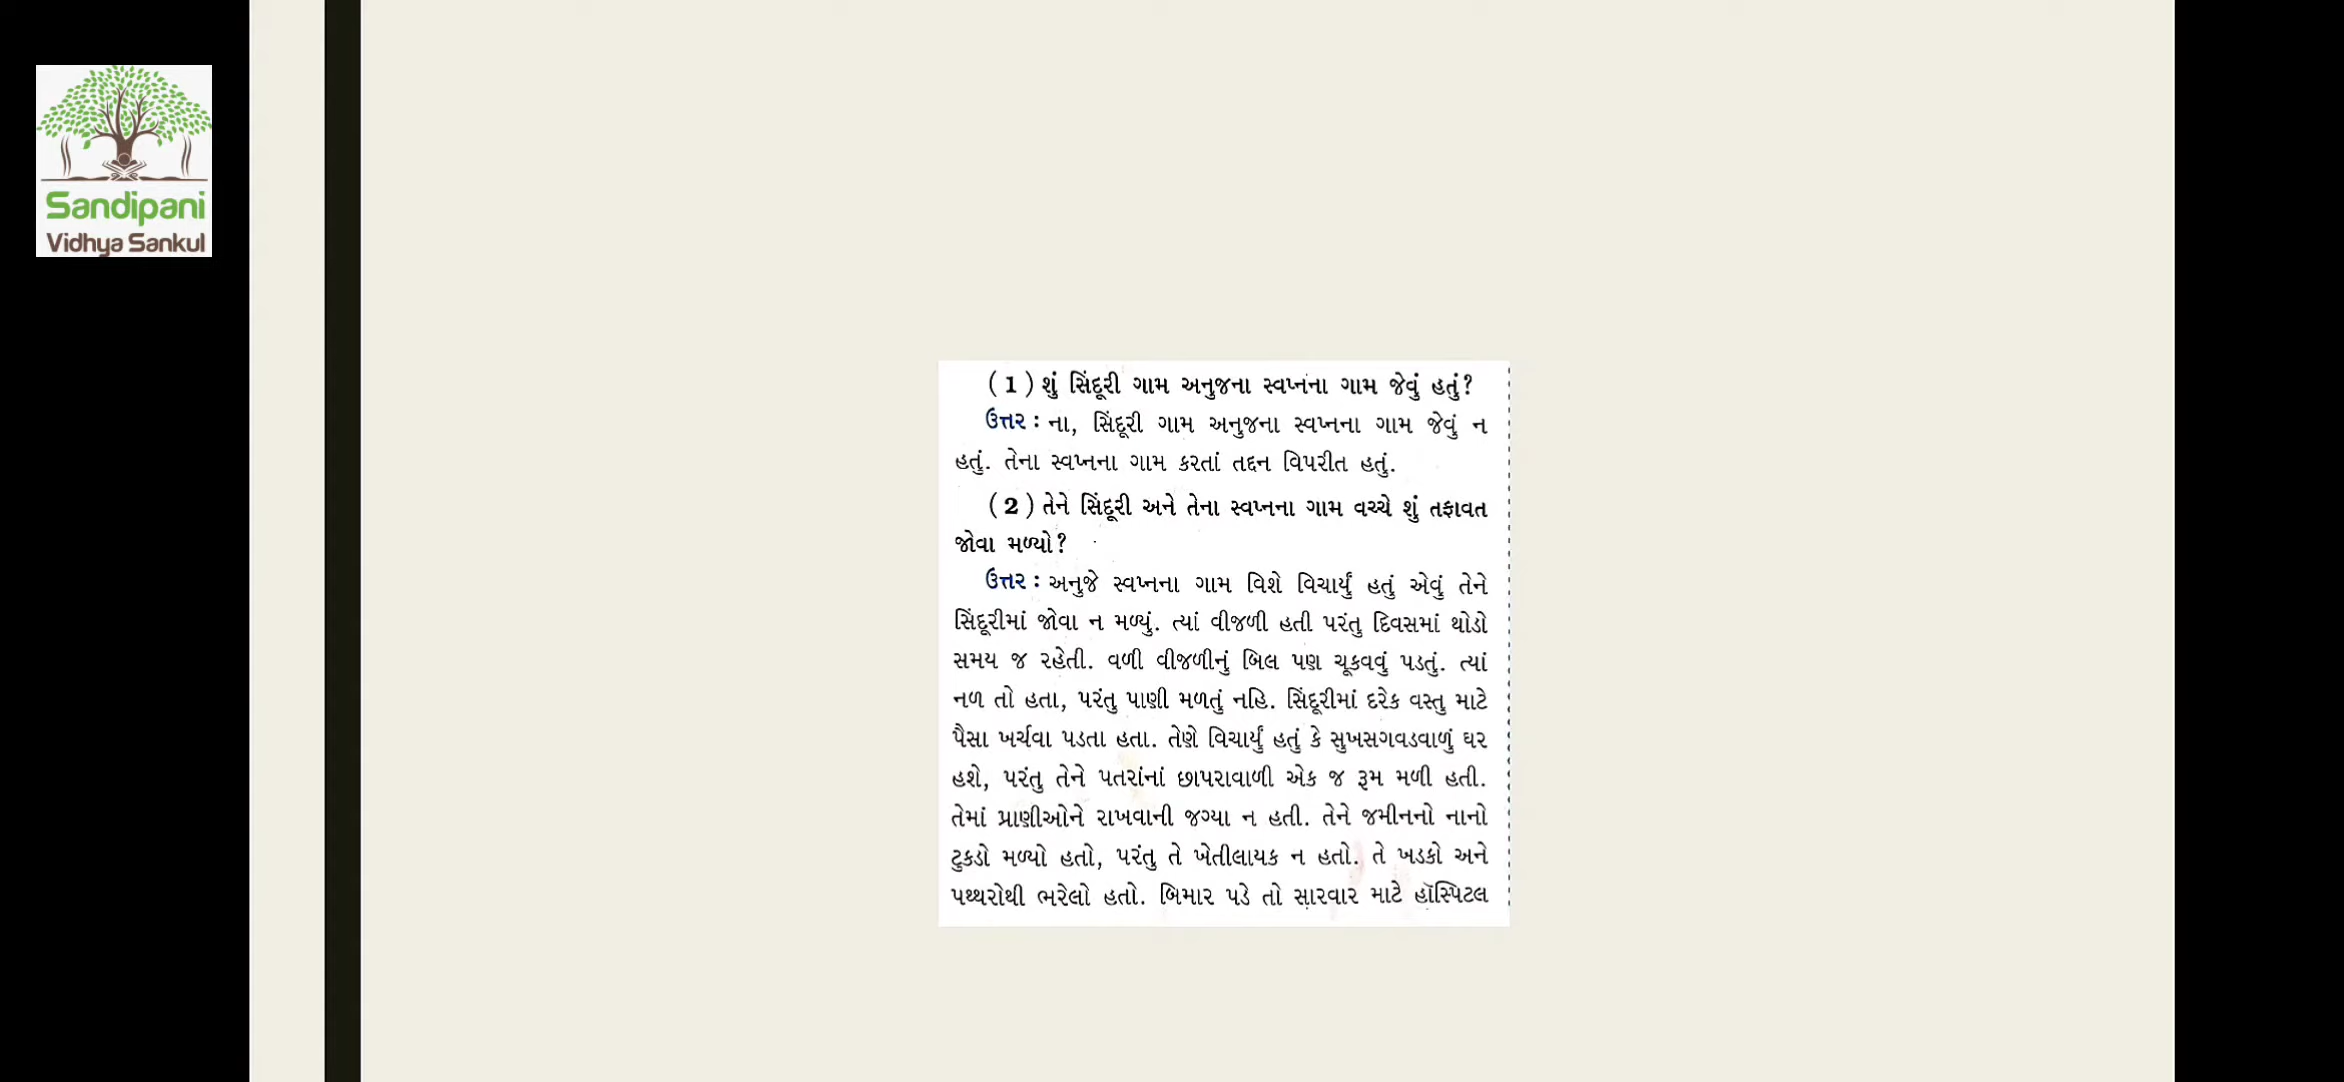 Sandipani
Vidhya Sankul
(1) શું સિંદૂરી ગામ અનુજના સ્વપ્નના ગામ જેવું હતું?
ઉત્તર : ના, સિંદૂરી ગામ અનુજના સ્વપ્નના ગામ જેવું ન
હતું. તેના સ્વપ્નના ગામ કરતાં તદ્દન વિપરીત હતું.
(2) તેને સિંદૂરી અને તેના સ્વપ્નના ગામ વચ્ચે શું તફાવત
જોવા મળ્યો?
ઉત્તર : અનુજે સ્વપ્નના ગામ વિશે વિચાર્યું હતું એવું તેને
સિંદૂરીમાં જોવા ન મળ્યું. ત્યાં વીજળી હતી પરંતુ દિવસમાં થોડો
સમય જ રહેતી. વળી વીજળીનું બિલ પણ ચૂકવવું પડતું. ત્યાં
નળ તો હતા, પરંતુ પાણી મળતું નહિ. સિંદૂરીમાં દરેક વસ્તુ માટે
પૈસા ખર્ચવા પડતા હતા. તેણે વિચાર્યું હતું કે સુખસગવડવાળું ઘર
હશે, પરંતુ તેને પતરાંનાં છાપરાવાળી એક જ રૂમ મળી હતી.
તેમાં પ્રાણીઓને રાખવાની જગ્યા ન હતી. તેને જમીનનો નાનો
ટુકડો મળ્યો હતો, પરંતુ તે ખેતીલાયક ન હતો. તે ખડકો અને
પથ્થરોથી ભરેલો હતો. બિમાર પડે તો સારવાર માટે હૉસ્પિટલ